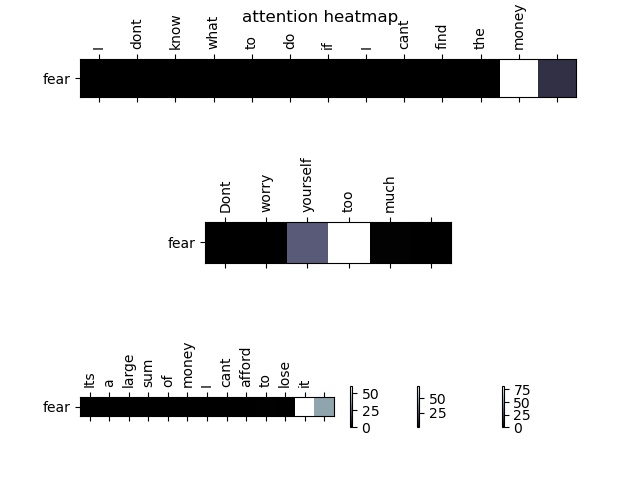 attention heatmap
I dont know what to do if I cant find the money
fear
Dont worry yourself too much
fear
Its a large sum of money I cant afford to lose it
fear
50 25 0
50 25
75 50 25 0